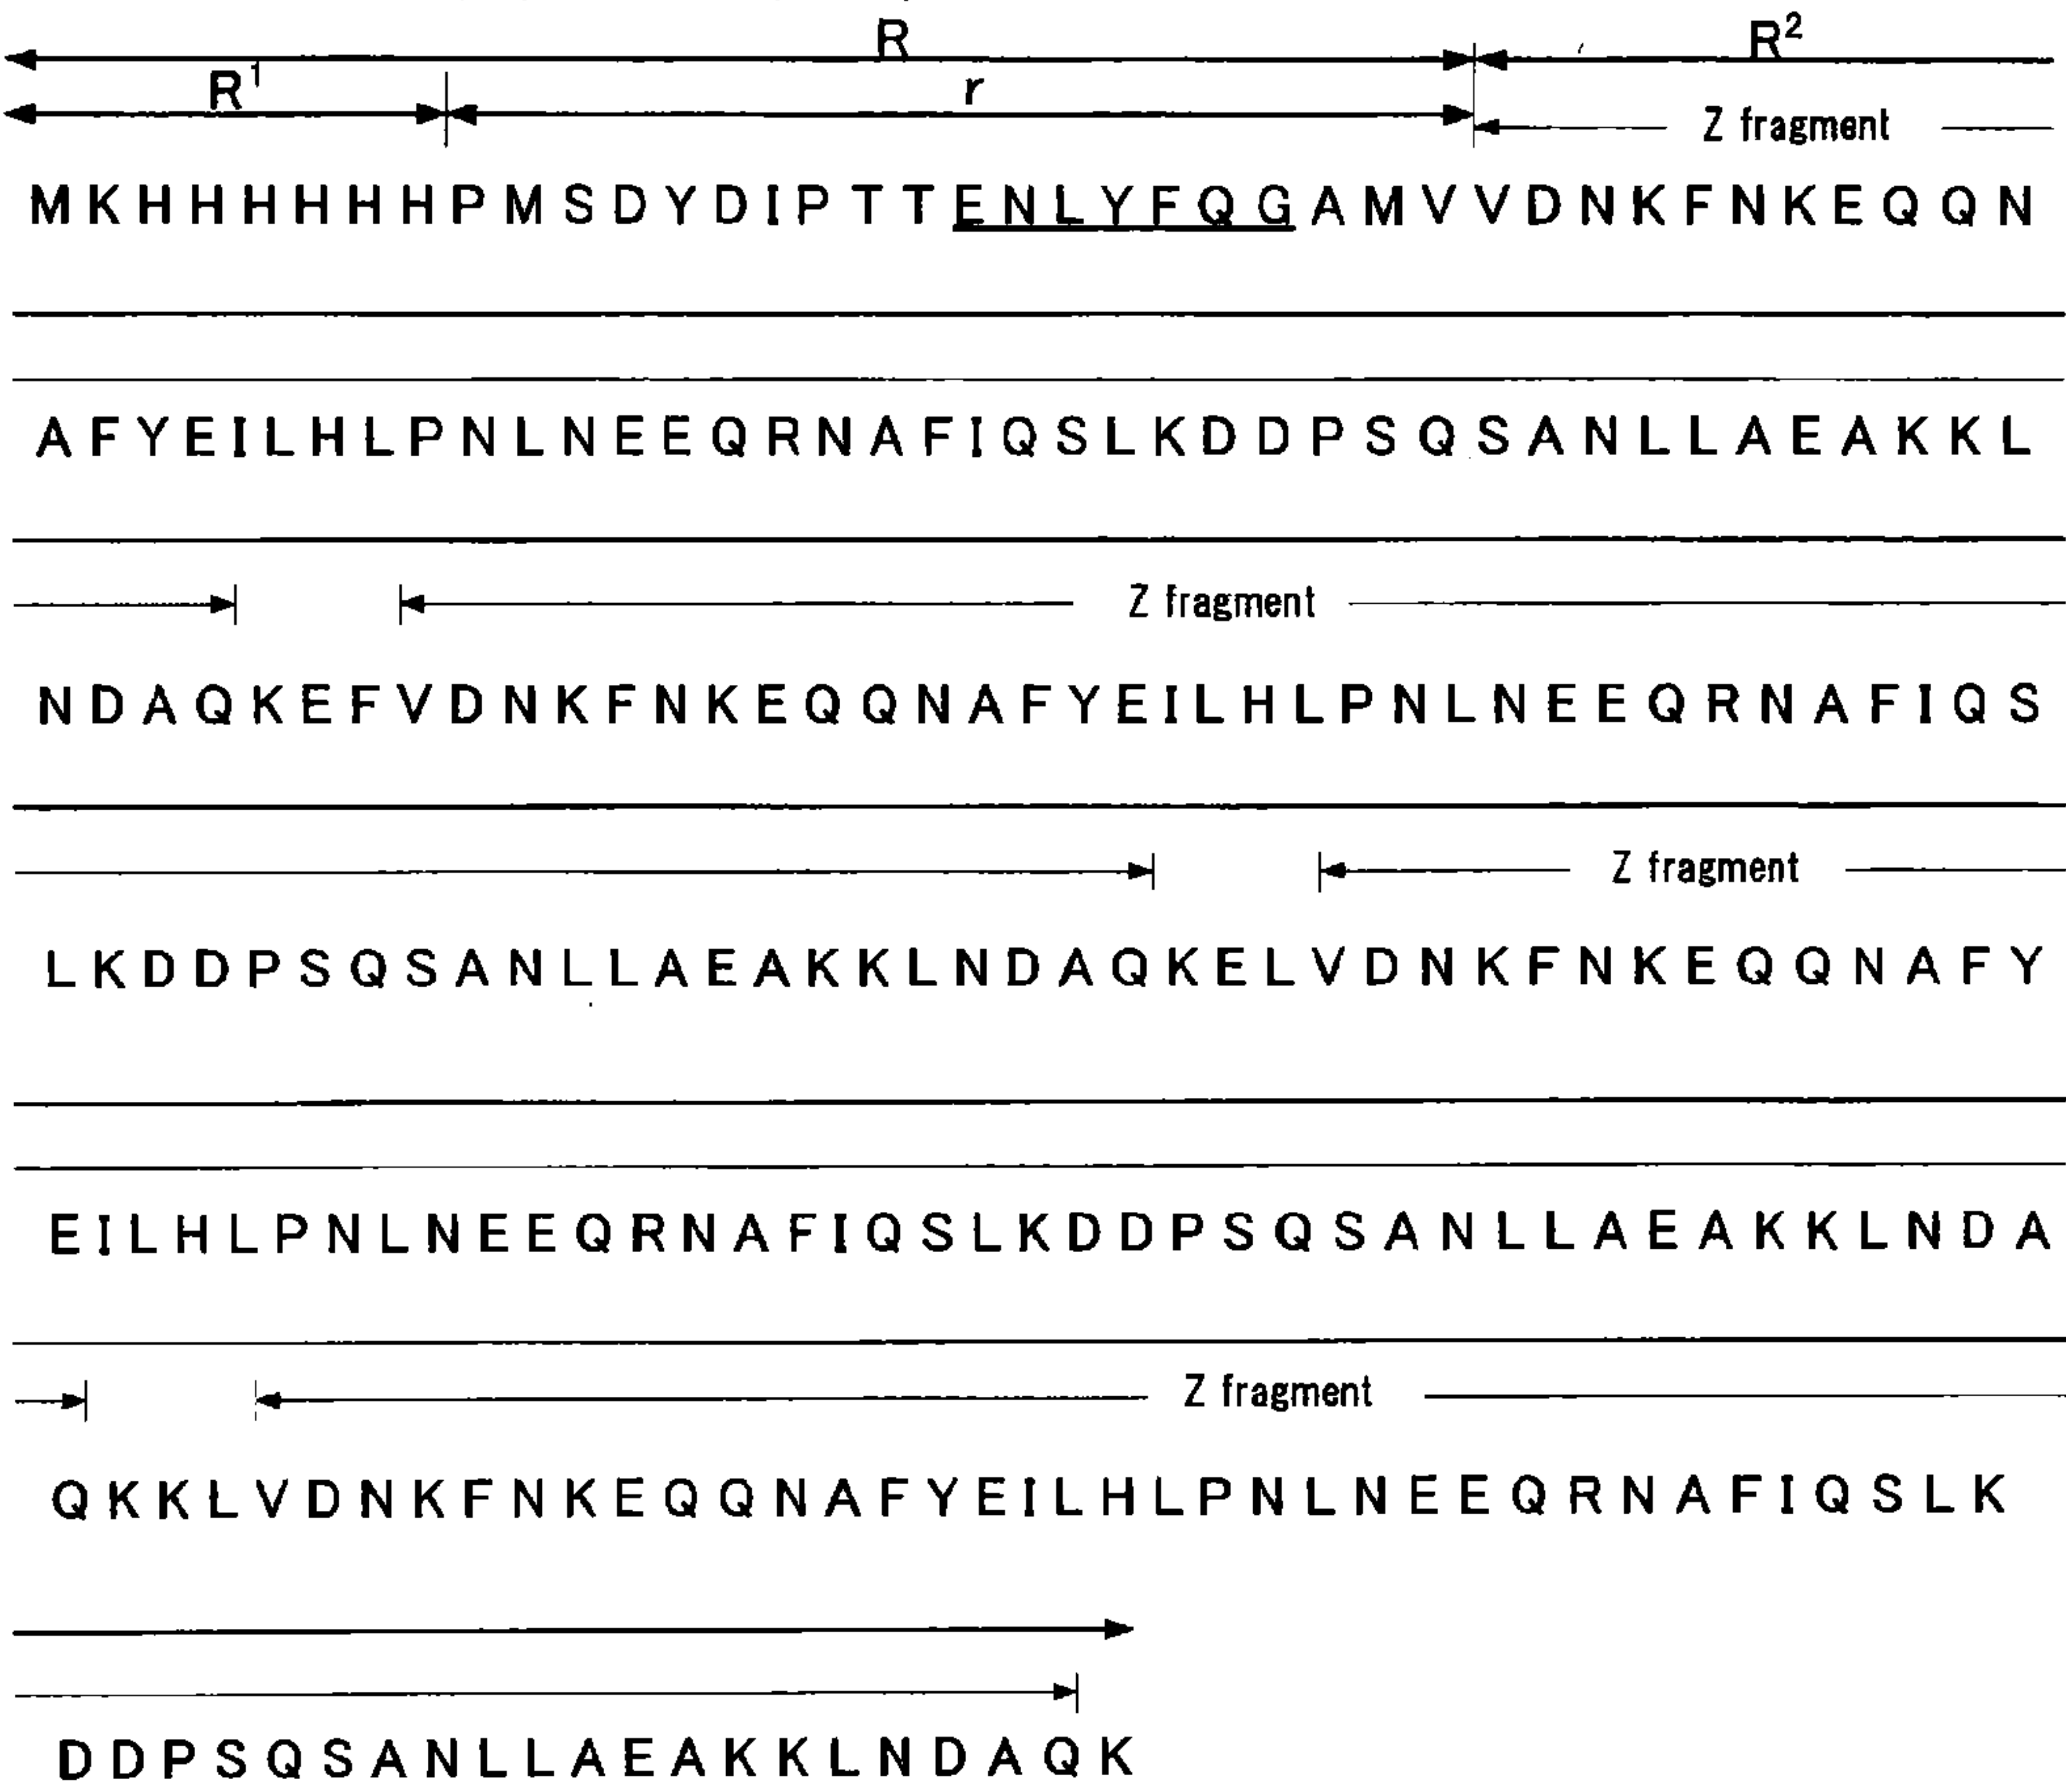 R R²
R¹ r
Z fragment
M K H H H H H H P M S D Y D I P T T E N L Y F Q G A M V V D N K F N K E Q Q N
A F Y E I L H L P N L N E E Q R N A F I Q S L K D D P S Q S A N L L A E A K K L
Z fragment
N D A Q K E F V D N K F N K E Q Q N A F Y E I L H L P N L N E E Q R N A F I Q S
Z fragment
L K D D P S Q S A N L L A E A K K L N D A Q K E L V D N K F N K E Q Q N A F Y
E I L H L P N L N E E Q R N A F I Q S L K D D P S Q S A N L L A E A K K L N D A
Z fragment
Q K K L V D N K F N K E Q Q N A F Y E I L H L P N L N E E Q R N A F I Q S L K
D D P S Q S A N L L A E A K K L N D A Q K